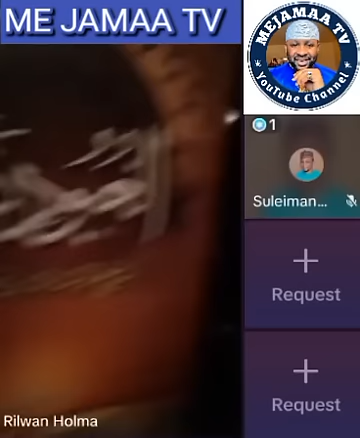 ME JAMAA TV
MEJAMAA TV
YouTube Channel
1
Suleiman...
Request
Request
Rilwan Holma